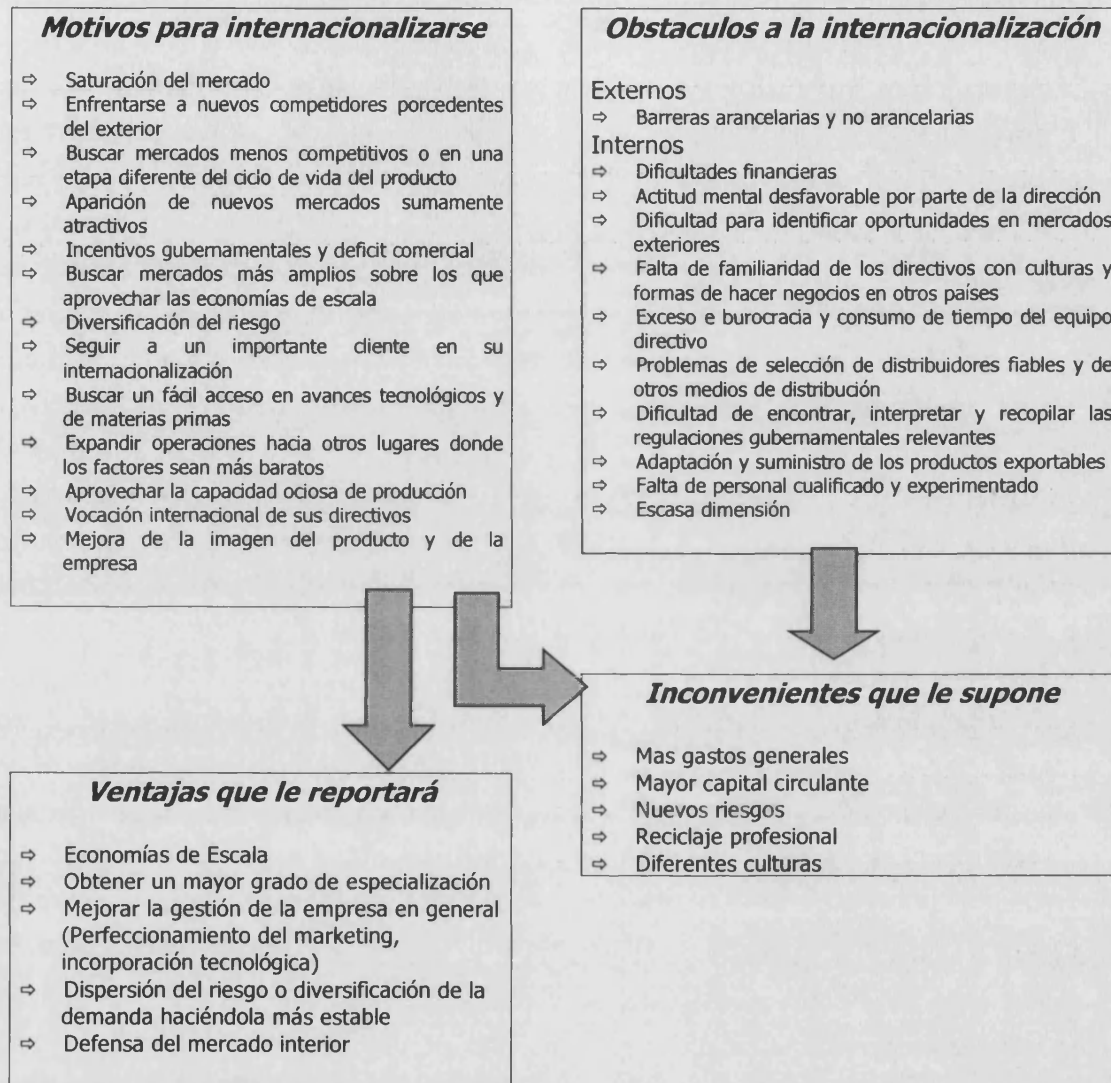 Motivos para internacionalizarse
⇨ Saturación del mercado
⇨ Enfrentarse a nuevos competidores porcedentes
del exterior
⇨ Buscar mercados menos competitivos o en una
etapa diferente del ciclo de vida del producto
⇨ Aparición de nuevos mercados sumamente
atractivos
⇨ Incentivos gubernamentales y deficit comercial
⇨ Buscar mercados más amplios sobre los que
aprovechar las economías de escala
⇨ Diversificación del riesgo
⇨ Seguir a un importante cliente en su
internacionalización
⇨ Buscar un fácil acceso en avances tecnológicos y
de materias primas
⇨ Expandir operaciones hacia otros lugares donde
los factores sean más baratos
⇨ Aprovechar la capacidad ociosa de producción
⇨ Vocación internacional de sus directivos
⇨ Mejora de la imagen del producto y de la
empresa
Obstaculos a la internacionalización
Externos
⇨ Barreras arancelarias y no arancelarias
Internos
⇨ Dificultades financieras
⇨ Actitud mental desfavorable por parte de la dirección
⇨ Dificultad para identificar oportunidades en mercados
exteriores
⇨ Falta de familiaridad de los directivos con culturas y
formas de hacer negocios en otros países
⇨ Exceso e burocracia y consumo de tiempo del equipo
directivo
⇨ Problemas de selección de distribuidores fiables y de
otros medios de distribución
⇨ Dificultad de encontrar, interpretar y recopilar las
regulaciones gubernamentales relevantes
⇨ Adaptación y suministro de los productos exportables
⇨ Falta de personal cualificado y experimentado
⇨ Escasa dimensión
Inconvenientes que le supone
⇨ Mas gastos generales
⇨ Mayor capital circulante
⇨ Nuevos riesgos
⇨ Reciclaje profesional
⇨ Diferentes culturas
Ventajas que le reportará
⇨ Economías de Escala
⇨ Obtener un mayor grado de especialización
⇨ Mejorar la gestión de la empresa en general
(Perfeccionamiento del marketing,
incorporación tecnológica)
⇨ Dispersión del riesgo o diversificación de la
demanda haciéndola más estable
⇨ Defensa del mercado interior